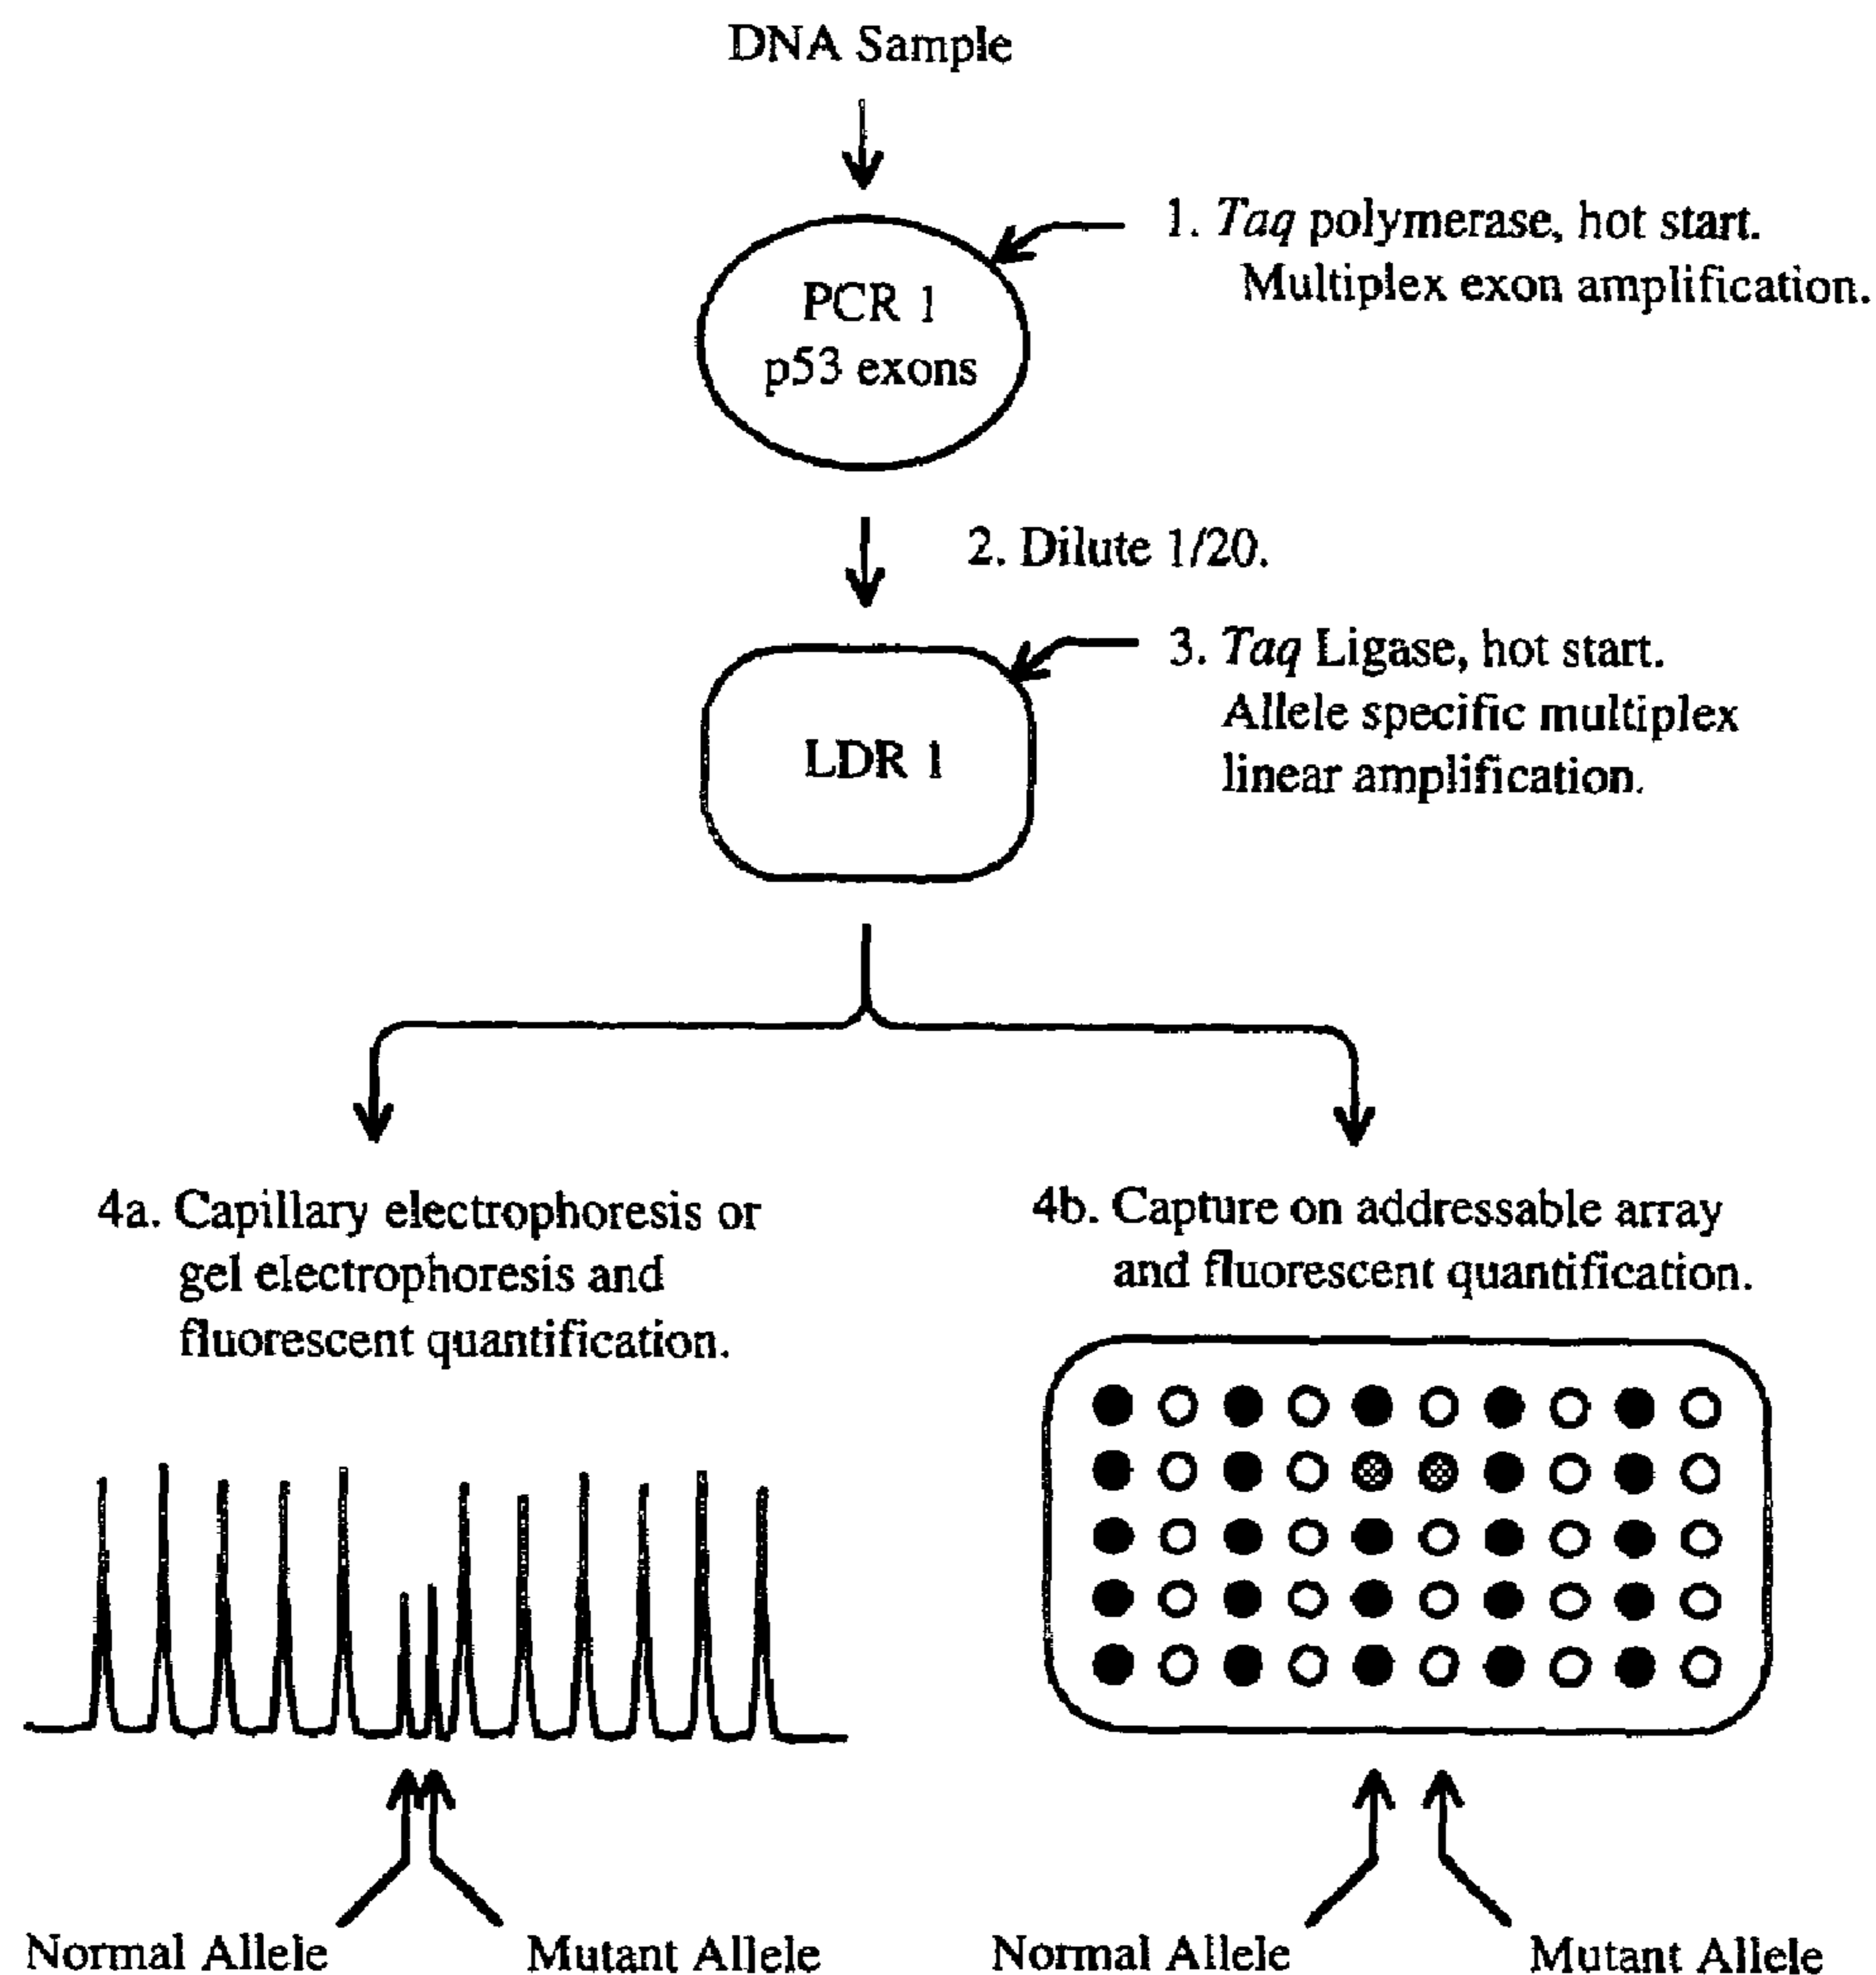 DNA Sample
1. Taq polymerase, hot start.
Multiplex exon amplification.
PCR 1
p53 exons
2. Dilute 1/20.
3. Taq Ligase, hot start.
Allele specific multiplex
linear amplification.
LDR 1
4a. Capillary electrophoresis or
gel electrophoresis and
fluorescent quantification.
4b. Capture on addressable array
and fluorescent quantification.
Normal Allele
Mutant Allele
Normal Allele
Mutant Allele